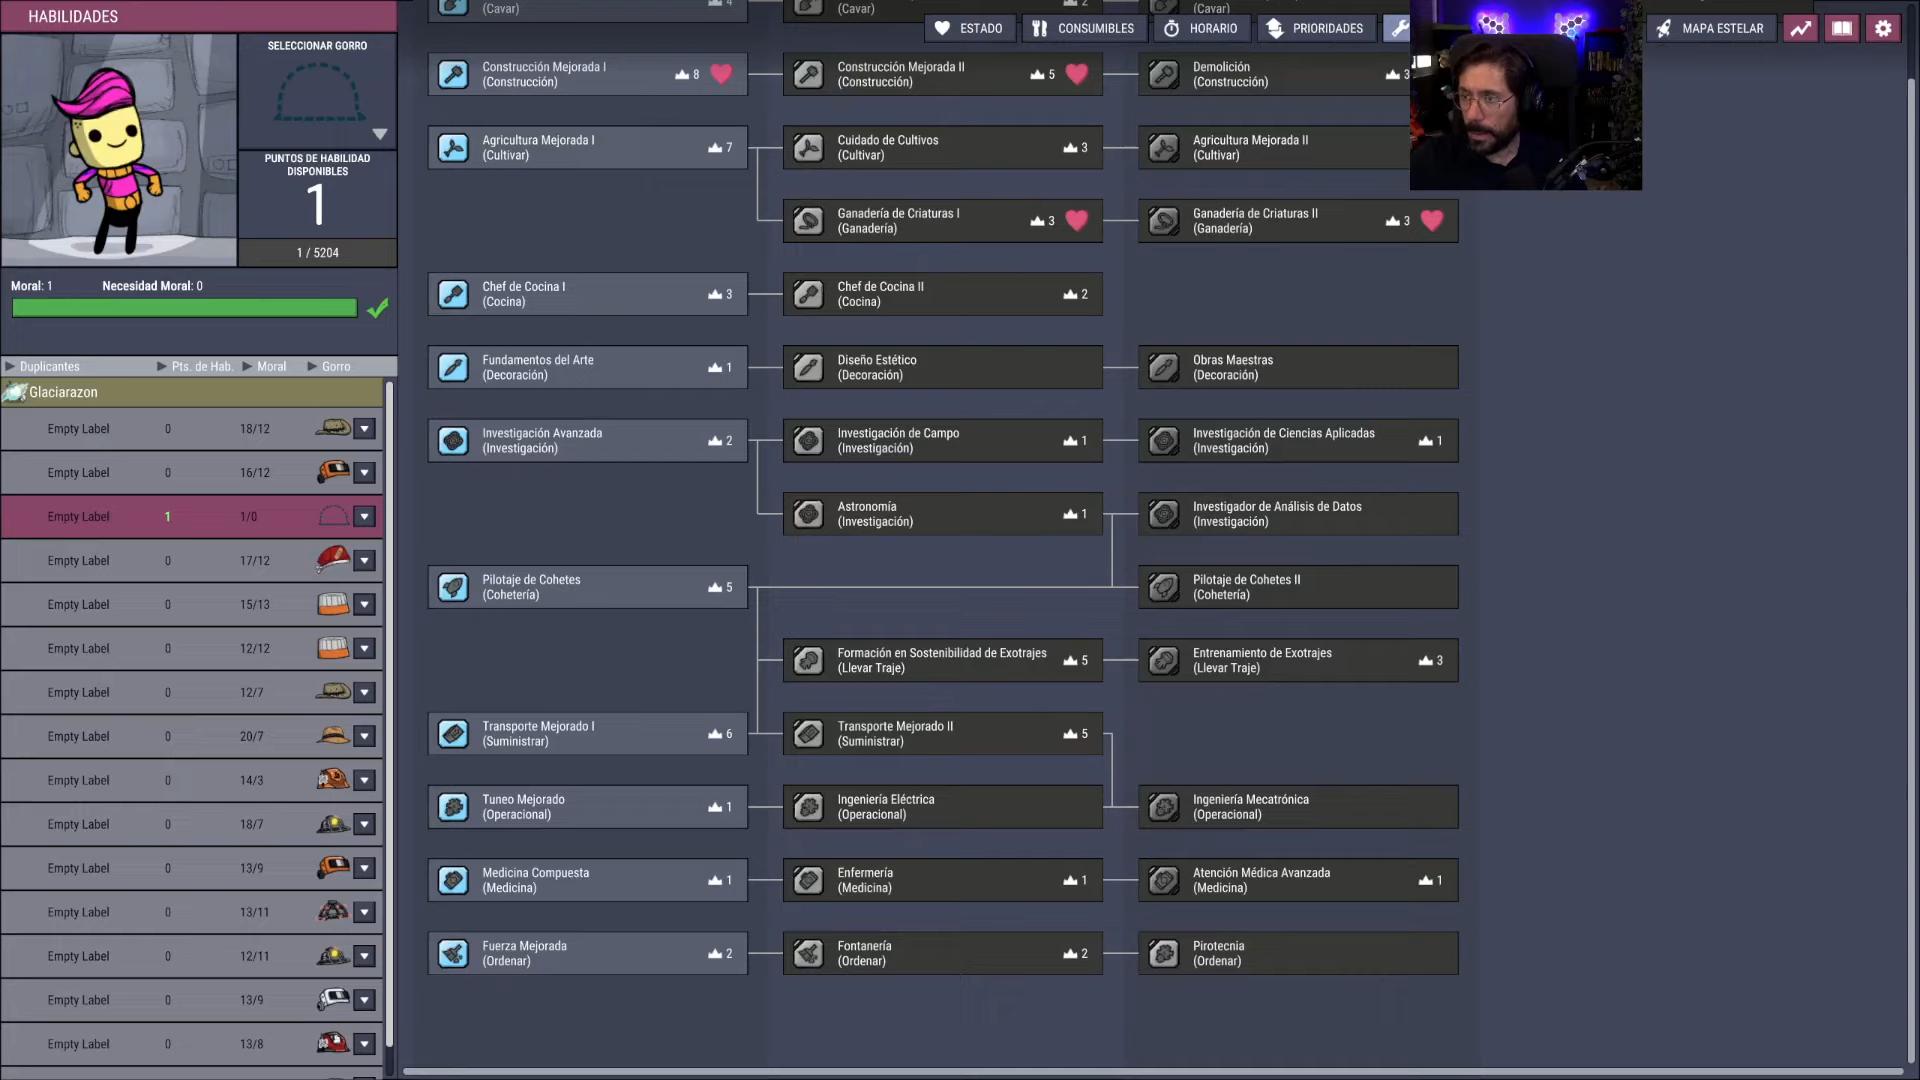 HABILIDADES
(Cavar)
4
(Cavar)
2
(Cavar)
ESTADO
CONSUMIBLES
HORARIO
PRIORIDADES
MAPA ESTELAR
SELECCIONAR GORRO
PUNTOS DE HABILIDAD
DISPONIBLES
1
1 / 5204
Moral: 1
Necesidad Moral: 0
Duplicantes
Pts. de Hab.
Moral
Gorro
Glaciarazon
Empty Label 0 18/12
Empty Label 0 16/12
Empty Label 1 1/0
Empty Label 0 17/12
Empty Label 0 15/13
Empty Label 0 12/12
Empty Label 0 12/7
Empty Label 0 20/7
Empty Label 0 14/3
Empty Label 0 18/7
Empty Label 0 13/9
Empty Label 0 13/11
Empty Label 0 12/11
Empty Label 0 13/9
Empty Label 0 13/8
Construcción Mejorada I
(Construcción)
8
Construcción Mejorada II
(Construcción)
5
Demolición
(Construcción)
3
Agricultura Mejorada I
(Cultivar)
7
Cuidado de Cultivos
(Cultivar)
3
Agricultura Mejorada II
(Cultivar)
Ganadería de Criaturas I
(Ganadería)
3
Ganadería de Criaturas II
(Ganadería)
3
Chef de Cocina I
(Cocina)
3
Chef de Cocina II
(Cocina)
2
Fundamentos del Arte
(Decoración)
1
Diseño Estético
(Decoración)
Obras Maestras
(Decoración)
Investigación Avanzada
(Investigación)
2
Investigación de Campo
(Investigación)
1
Investigación de Ciencias Aplicadas
(Investigación)
1
Astronomía
(Investigación)
1
Investigador de Análisis de Datos
(Investigación)
Pilotaje de Cohetes
(Cohetería)
5
Pilotaje de Cohetes II
(Cohetería)
Formación en Sostenibilidad de Exotrajes
(Llevar Traje)
5
Entrenamiento de Exotrajes
(Llevar Traje)
3
Transporte Mejorado I
(Suministrar)
6
Transporte Mejorado II
(Suministrar)
5
Tuneo Mejorado
(Operacional)
1
Ingeniería Eléctrica
(Operacional)
Ingeniería Mecatrónica
(Operacional)
Medicina Compuesta
(Medicina)
1
Enfermería
(Medicina)
1
Atención Médica Avanzada
(Medicina)
1
Fuerza Mejorada
(Ordenar)
2
Fontanería
(Ordenar)
2
Pirotecnia
(Ordenar)